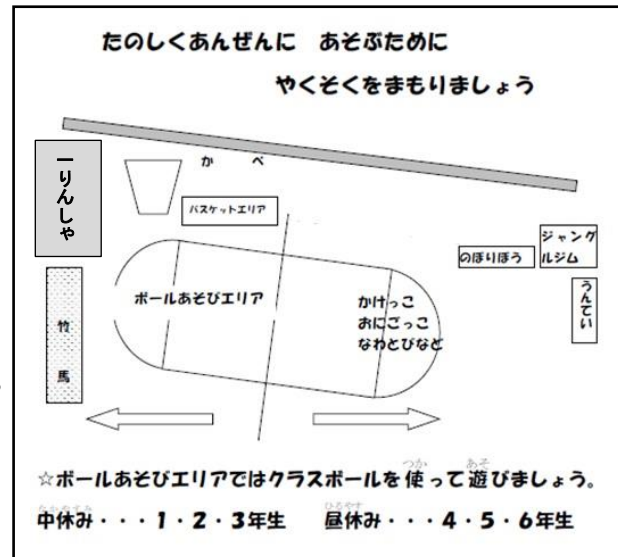 たのしくあんぜんに　あそぶために
やくそくをまもりましょう
か　べ
一りんしゃ
バスケットエリア
ジャング
ルジム
のぼりぼう
うんてい
ボールあそびエリア
かけっこ
おにごっこ
なわとびなど
竹馬
☆ボールあそびエリアではクラスボールを使って遊びましょう。
中休み・・・１・２・３年生　昼休み・・・４・５・６年生